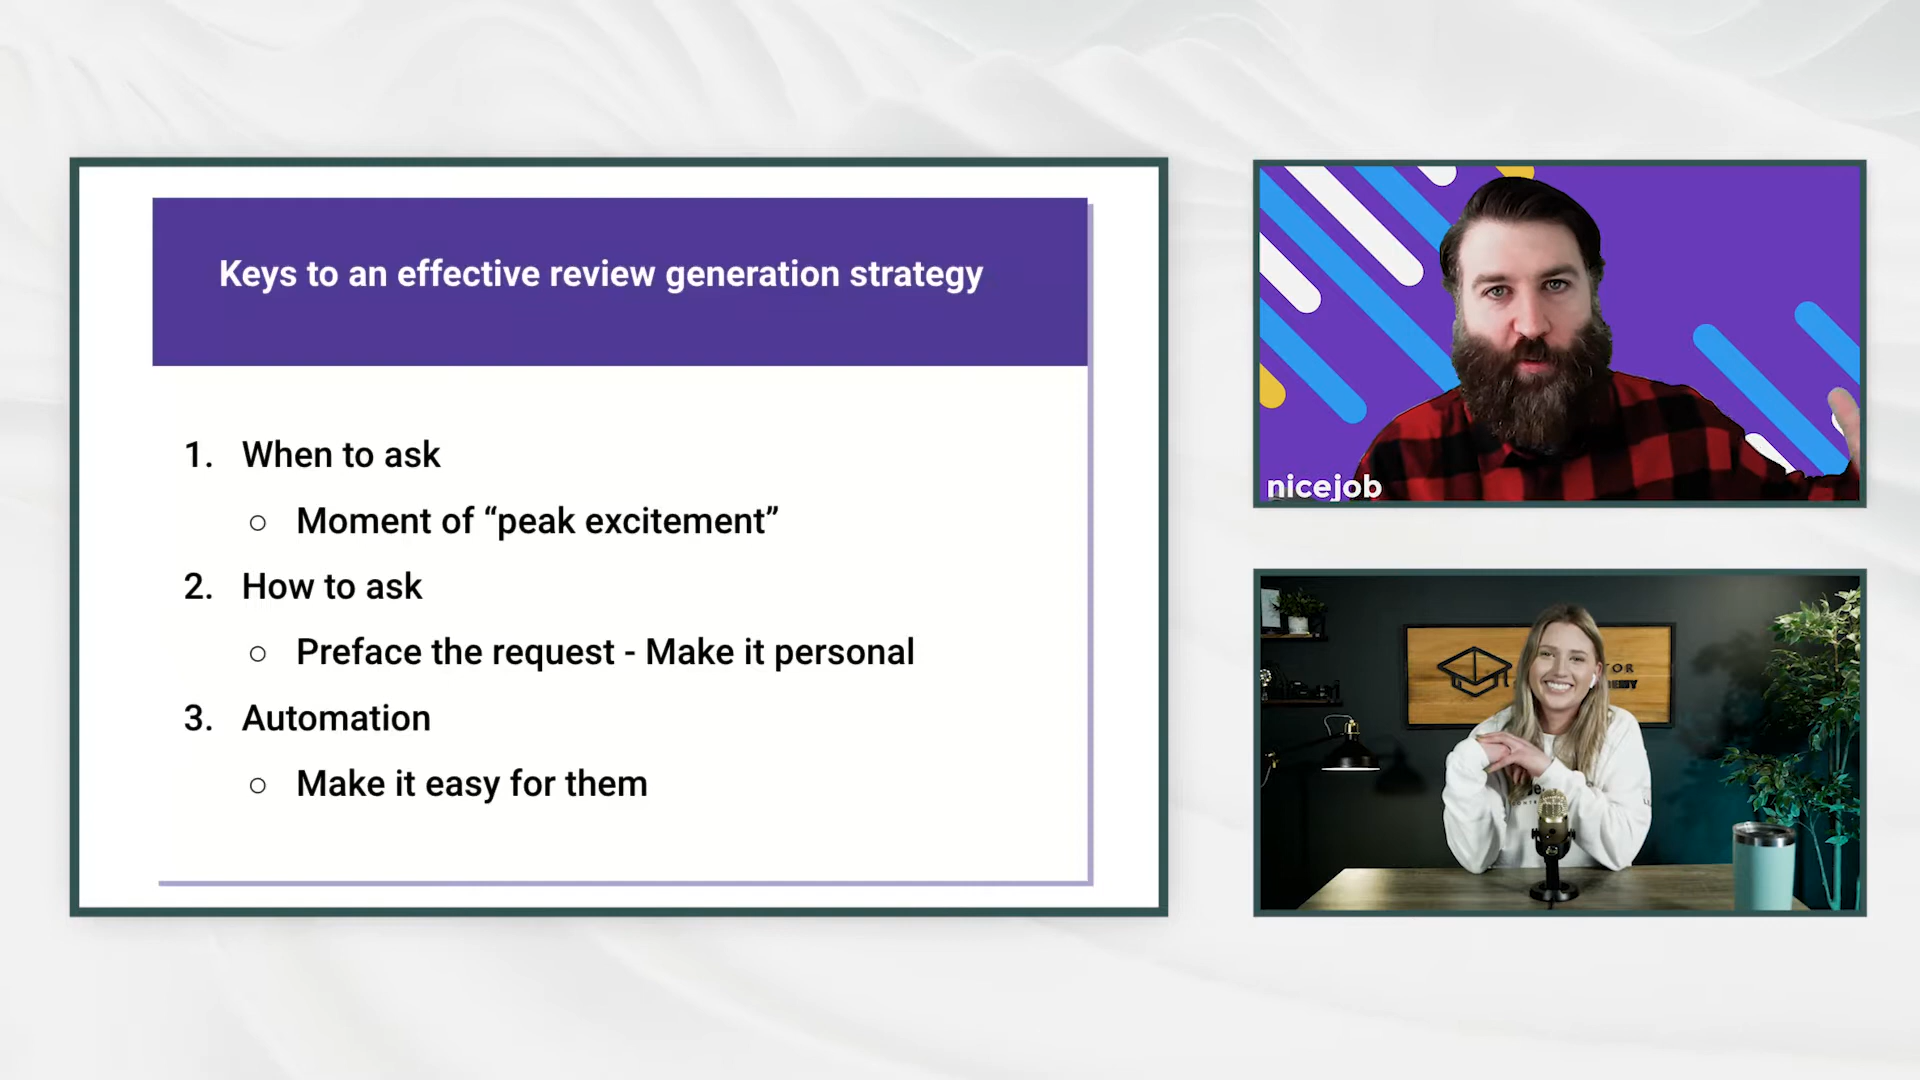 Keys to an effective review generation strategy
1. When to ask
○ Moment of “peak excitement”
2. How to ask
○ Preface the request - Make it personal
3. Automation
○ Make it easy for them
nicejob
TOR